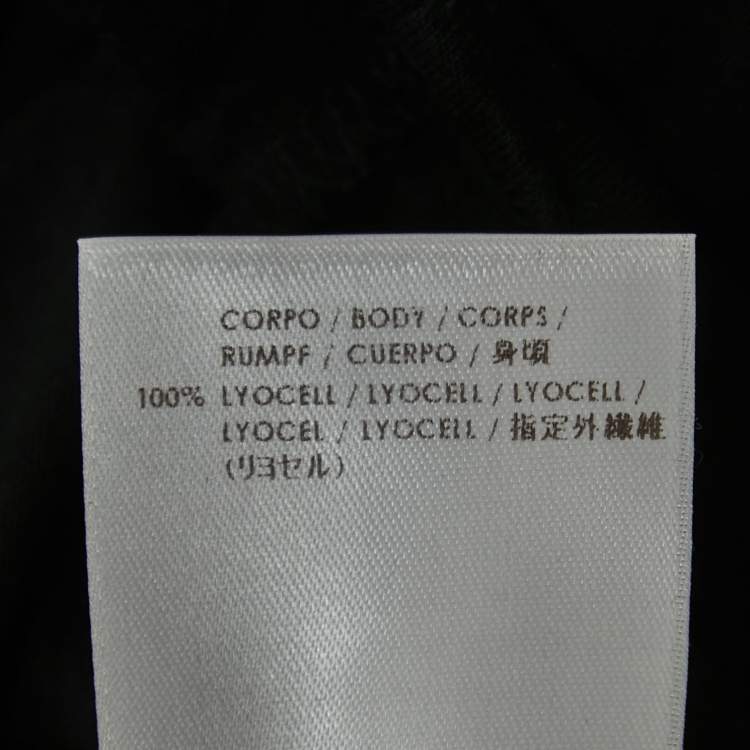 CORPO / BODY / CORPS /
RUMPF / CUERPO / 身頃
100% LYOCELL / LYOCELL / LYOCELL /
LYOCEL / LYOCELL / 指定外繊維
(リヨセル)